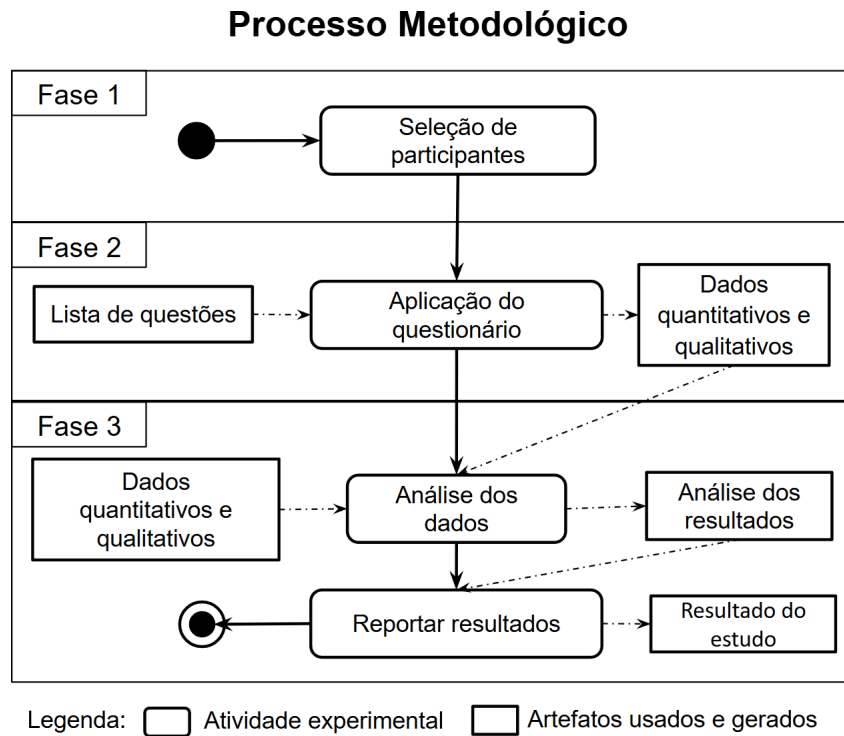 Processo Metodológico
Fase 1
Seleção de
participantes
Fase 2
Lista de questões
Aplicação do
questionário
Dados
quantitativos e
qualitativos
Fase 3
Dados
quantitativos e
qualitativos
Análise dos
dados
Análise dos
resultados
Reportar resultados
Resultado do
estudo
Legenda:
Atividade experimental
Artefatos usados e gerados